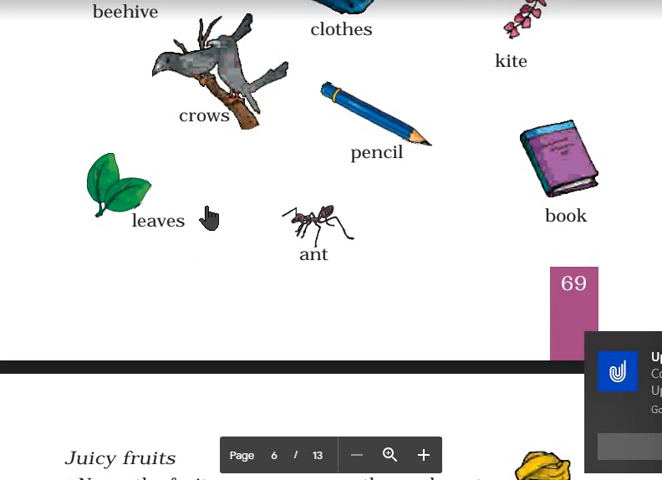 beehive
clothes
kite
crows
pencil
book
leaves
ant
69
Page 6 / 13
Juicy fruits